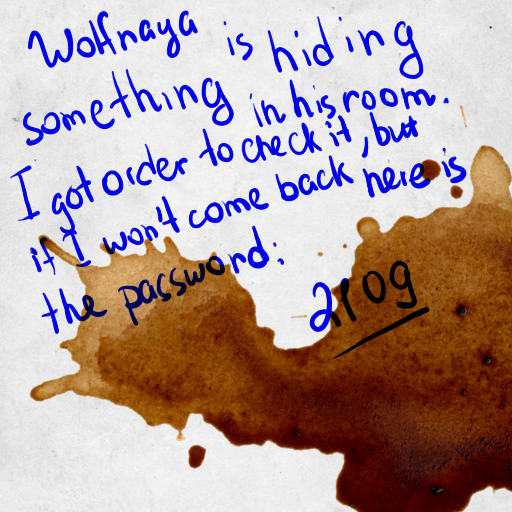 Wolfnaya is hiding
something in his room.
I got order to check it, but
if I won't come back here is
the password:
2109